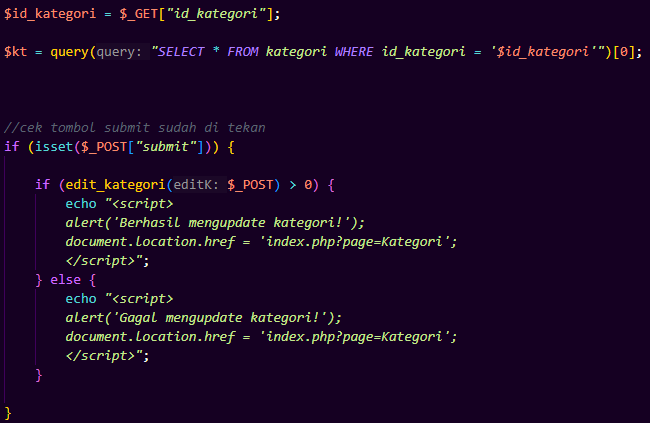 $id_kategori = $_GET["id_kategori"];
$kt = query(query: "SELECT * FROM kategori WHERE id_kategori = '$id_kategori'")[0];
//cek tombol submit sudah di tekan
if (isset($_POST["submit"])) {
if (edit_kategori(editK: $_POST) > 0) {
echo "<script>
alert('Berhasil mengupdate kategori!');
document.location.href = 'index.php?page=Kategori';
</script>";
} else {
echo "<script>
alert('Gagal mengupdate kategori!');
document.location.href = 'index.php?page=Kategori';
</script>";
}
}